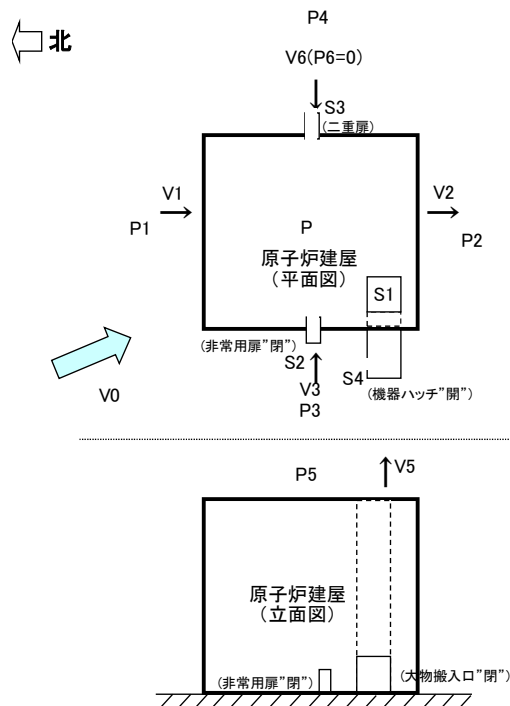 P4
北
V6(P6=0)
S3
(二重扉)
V1
V2
P1
P
P2
原子炉建屋
(平面図)
S1
(非常用扉”閉”)
S2
S4
(機器ハッチ”開”)
V0
V3
P3
P5
V5
原子炉建屋
(立面図)
(非常用扉”閉”)
(大物搬入口”閉”)